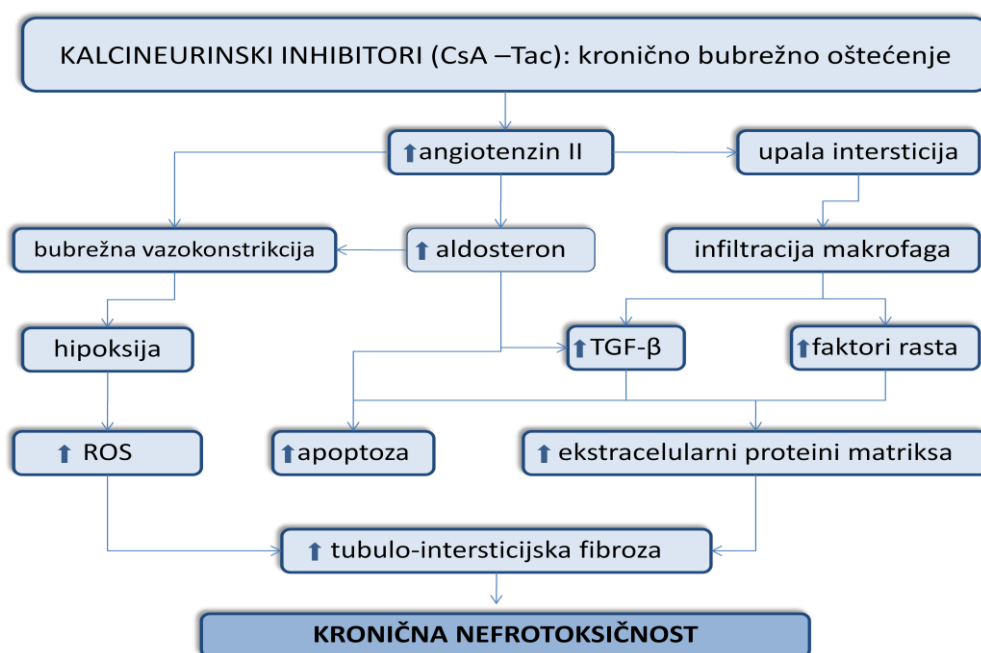 KALCINEURINSKI INHIBITORI (CsA –Tac): kronično bubrežno oštećenje
⬆angiotenzin II
upala intersticija
bubrežna vazokonstrikcija
⬆ aldosteron
infiltracija makrofaga
hipoksija
⬆TGF-β
⬆faktori rasta
⬆ ROS
⬆apoptoza
⬆ ekstracelularni proteini matriksa
⬆ tubulo-intersticijska fibroza
KRONIČNA NEFROTOKSIČNOST